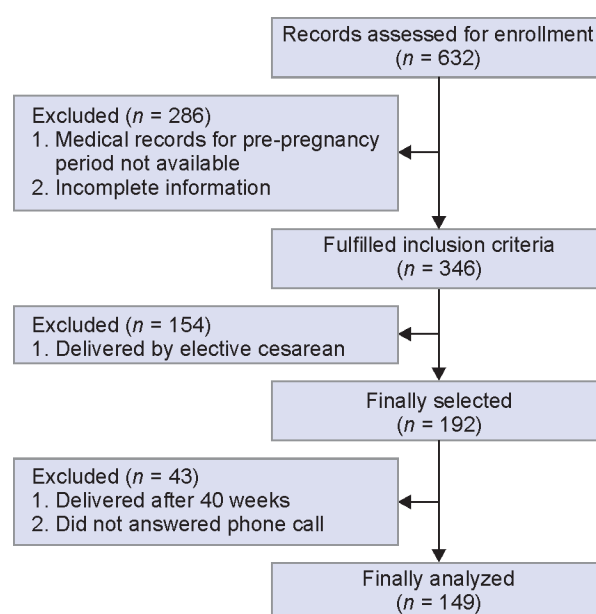 Records assessed for enrollment
(n = 632)
Excluded (n = 286)
1. Medical records for pre-pregnancy
period not available
2. Incomplete information
Fulfilled inclusion criteria
(n = 346)
Excluded (n = 154)
1. Delivered by elective cesarean
Finally selected
(n = 192)
Excluded (n = 43)
1. Delivered after 40 weeks
2. Did not answered phone call
Finally analyzed
(n = 149)